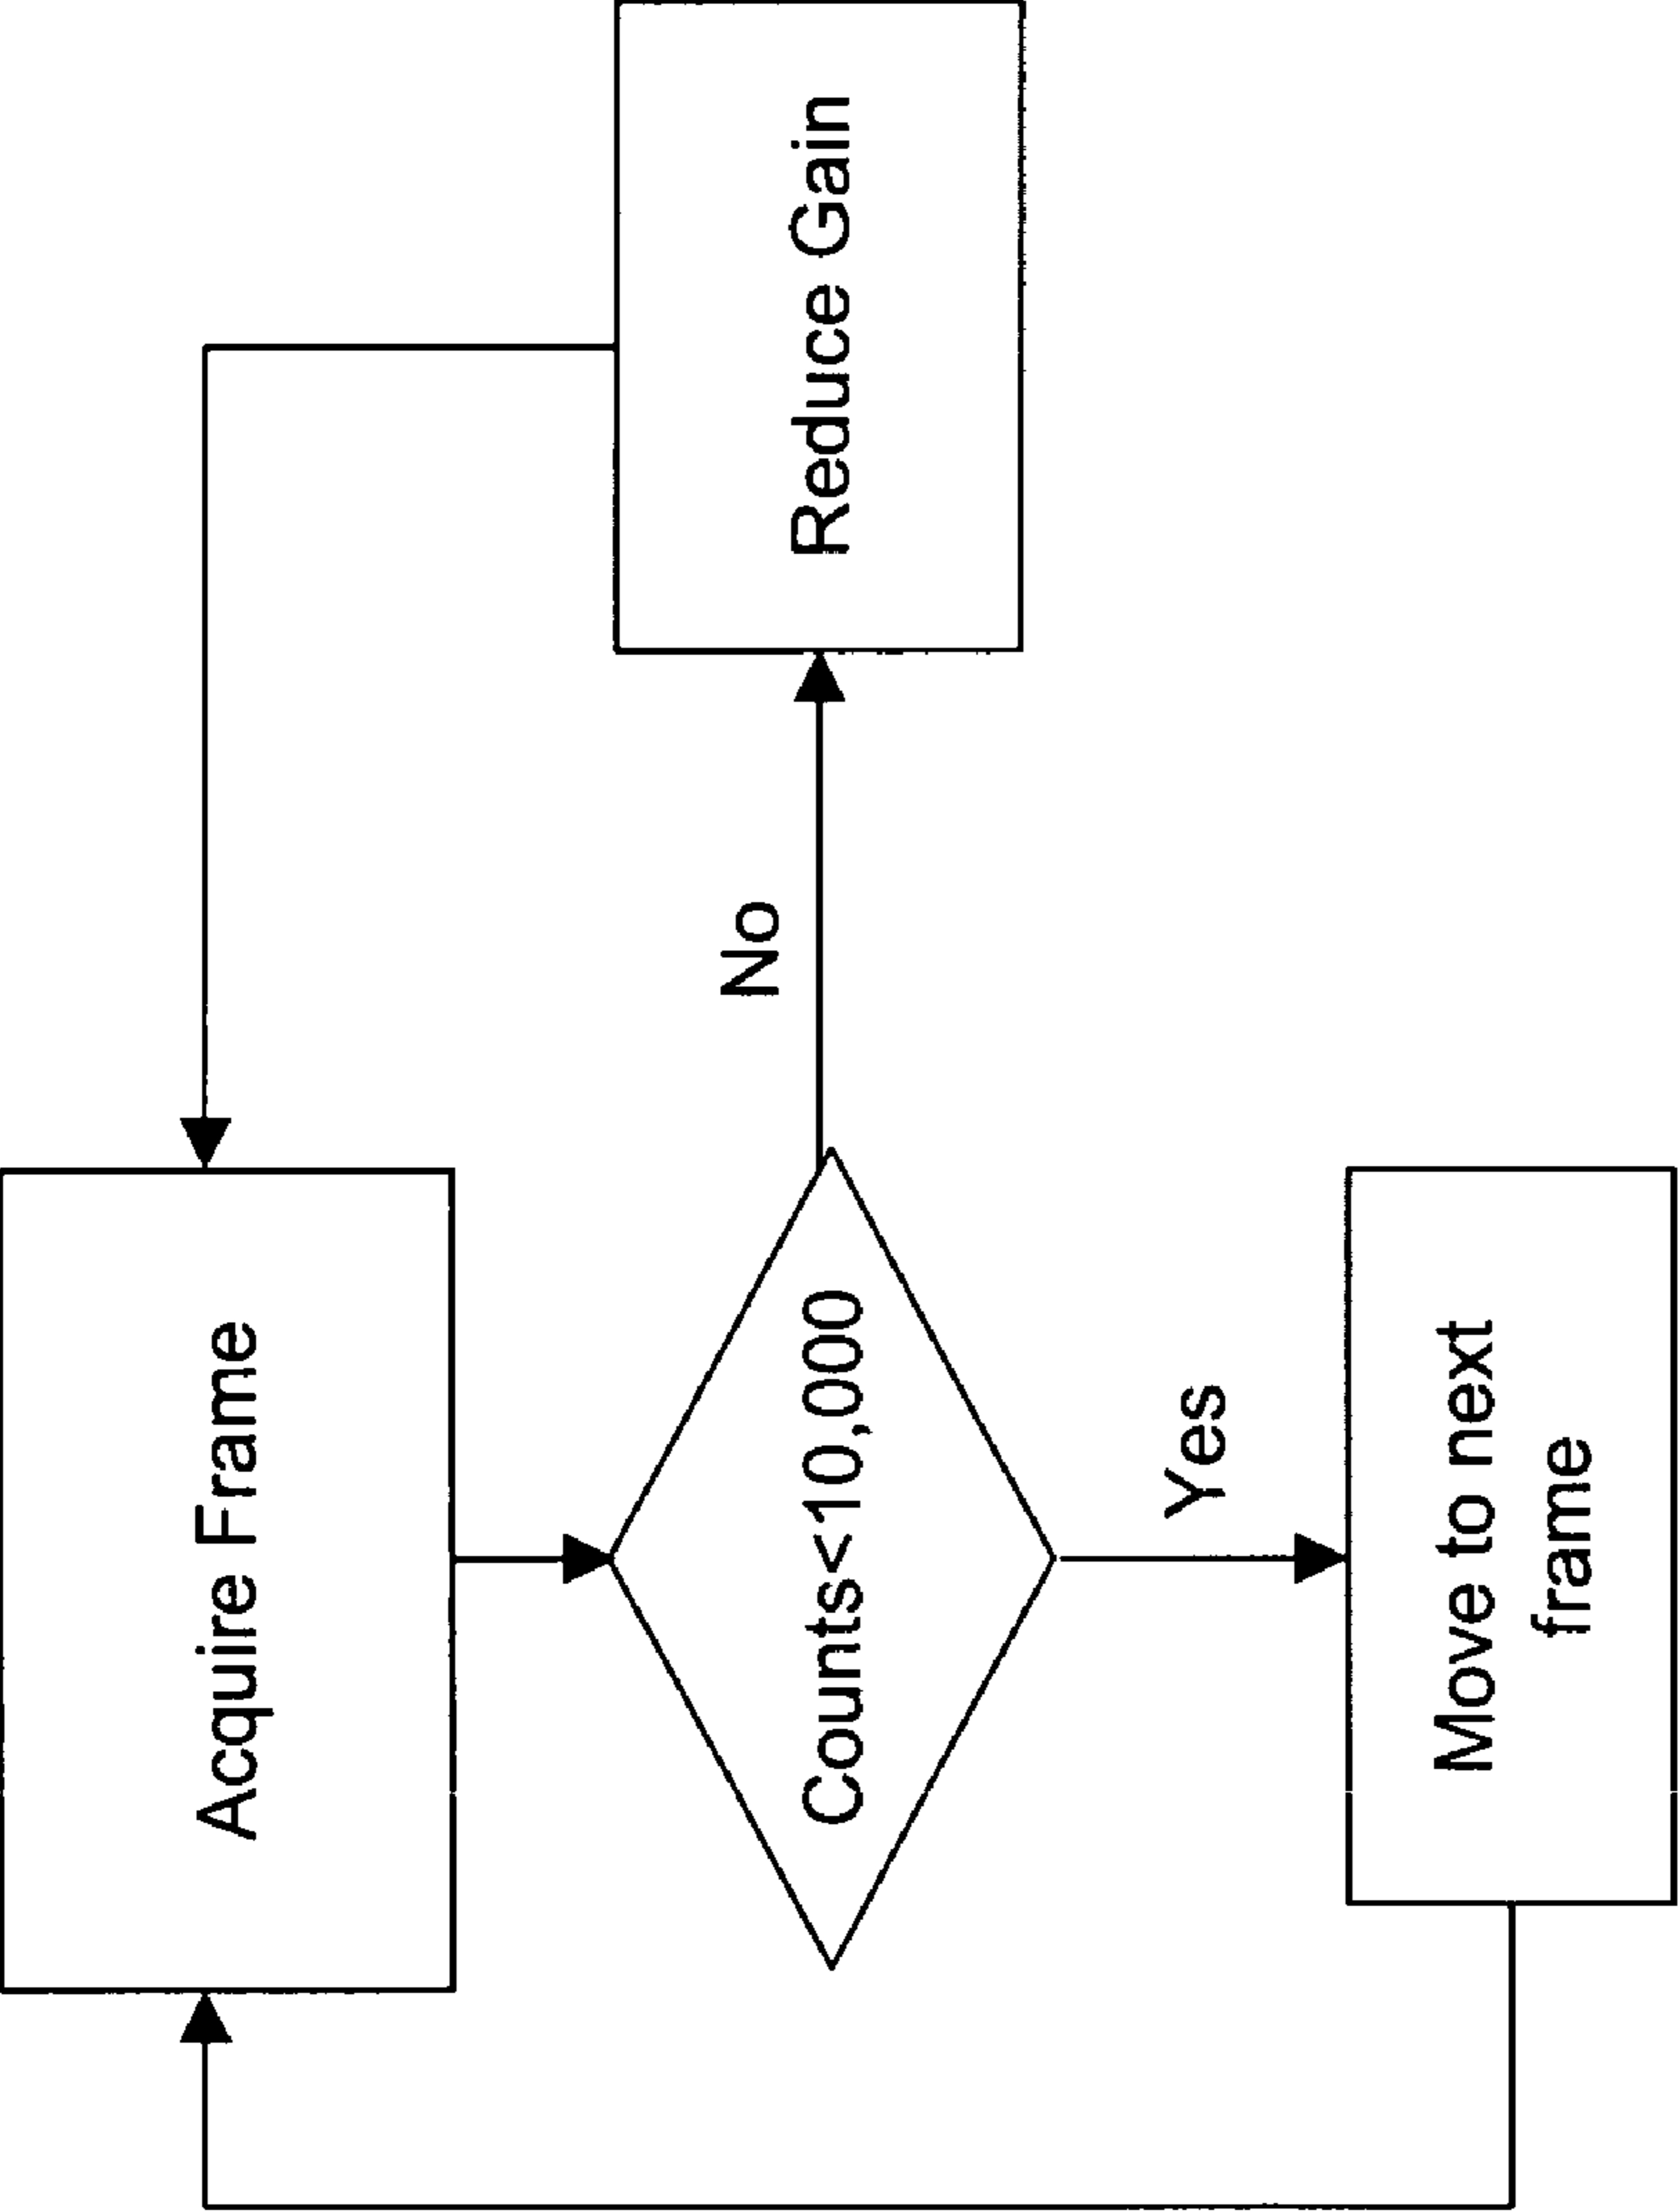 Acquire Frame
Counts<10,000
No
Reduce Gain
Yes
Move to next
frame